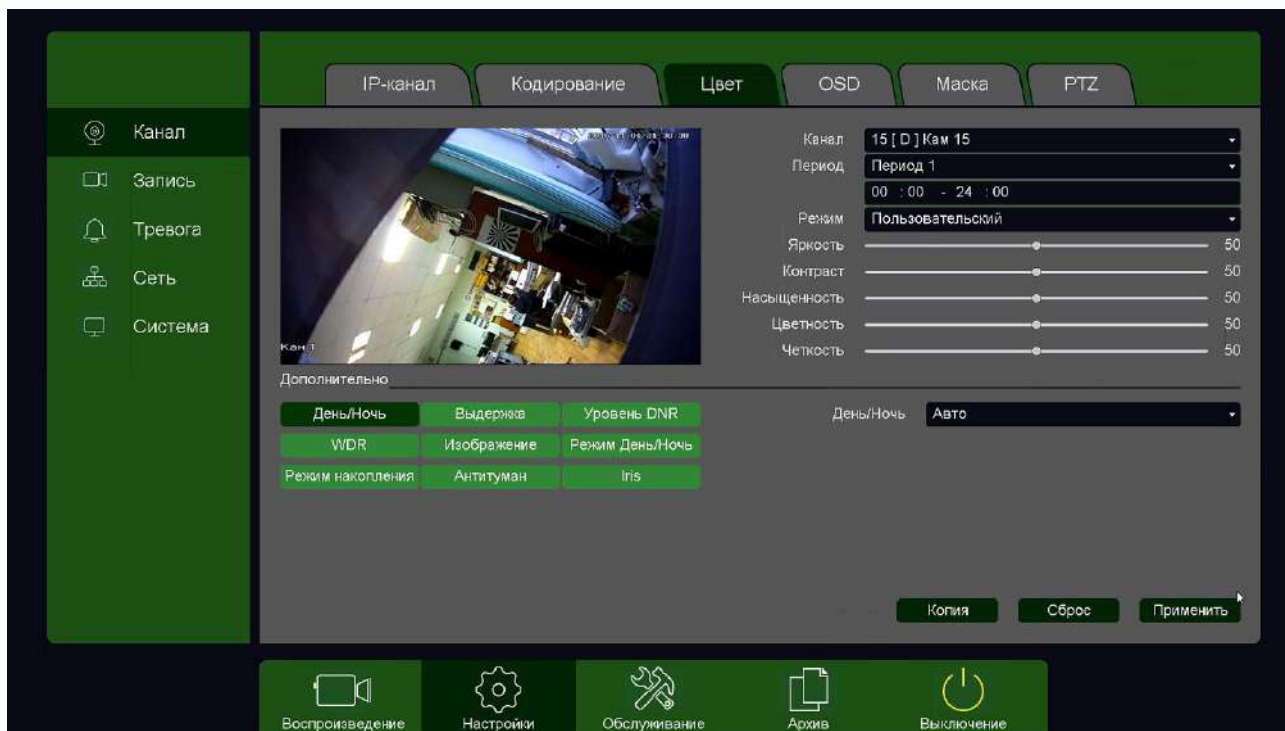 IP-канал
Кодирование
Цвет
OSD
Маска
PTZ
Канал
Запись
Тревога
Сеть
Система
Кам 1
Канал 15 [ D ] Кам 15
Период Период 1
00 : 00 - 24 : 00
Режим Пользовательский
Яркость 50
Контраст 50
Насыщенность 50
Цветность 50
Четкость 50
Дополнительно
День/Ночь
Выдержка
Уровень DNR
WDR
Изображение
Режим День/Ночь
Режим накопления
Антитуман
Iris
День/Ночь Авто
Копия
Сброс
Применить
Воспроизведение
Настройки
Обслуживание
Архив
Выключение